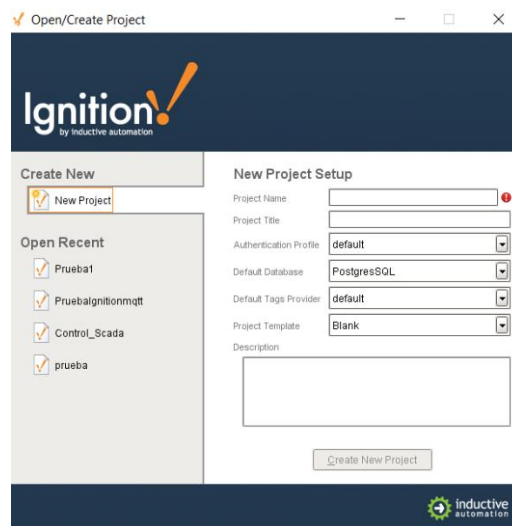 Open/Create Project
Ignition!
by inductive automation
Create New
New Project
Open Recent
Prueba1
PruebaIgnitionmqtt
Control_Scada
prueba
New Project Setup
Project Name
Project Title
Authentication Profile default
Default Database PostgresSQL
Default Tags Provider default
Project Template Blank
Description
Create New Project
inductive
automation